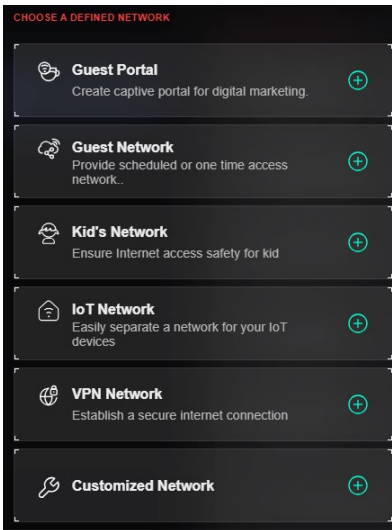 CHOOSE A DEFINED NETWORK
Guest Portal
Create captive portal for digital marketing.
Guest Network
Provide scheduled or one time access
network..
Kid's Network
Ensure Internet access safety for kid
IoT Network
Easily separate a network for your IoT
devices
VPN Network
Establish a secure internet connection
Customized Network